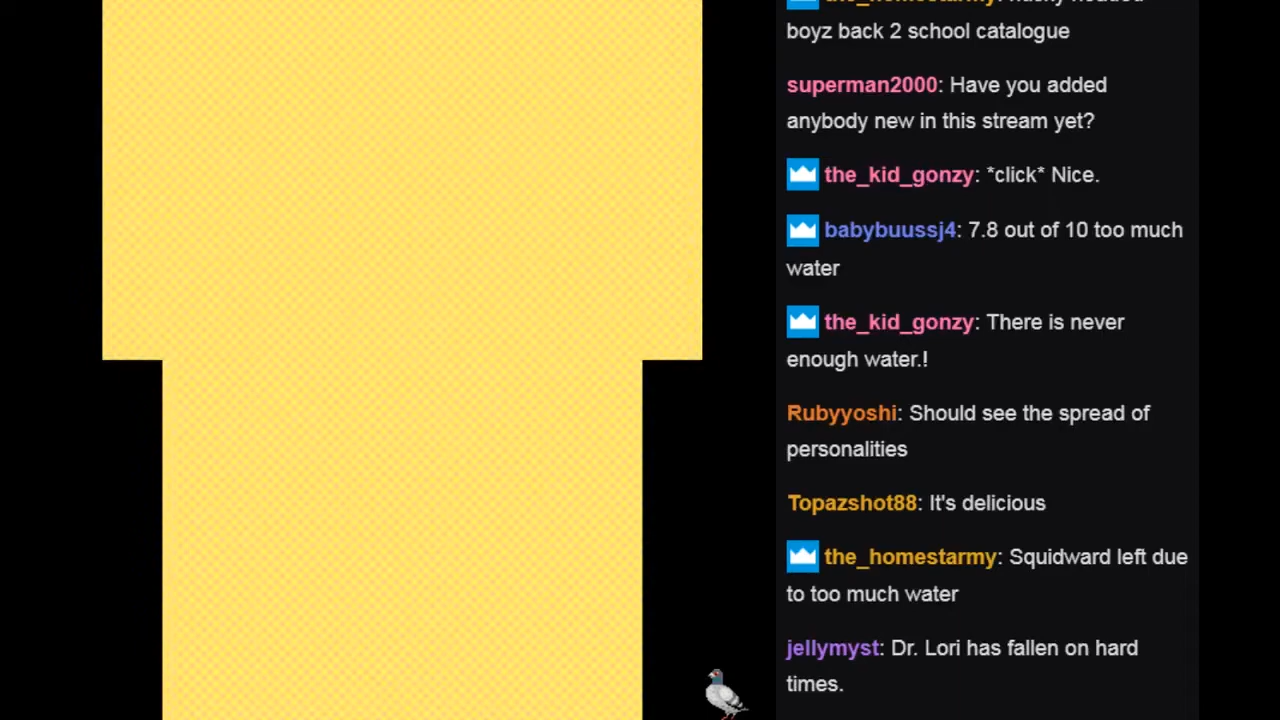 the_homestarmy: husky headed
boyz back 2 school catalogue
superman2000: Have you added
anybody new in this stream yet?
the_kid_gonzy: *click* Nice.
babybuussj4: 7.8 out of 10 too much
water
the_kid_gonzy: There is never
enough water.!
Rubyyoshi: Should see the spread of
personalities
Topazshot88: It's delicious
the_homestarmy: Squidward left due
to too much water
jellymyst: Dr. Lori has fallen on hard
times.